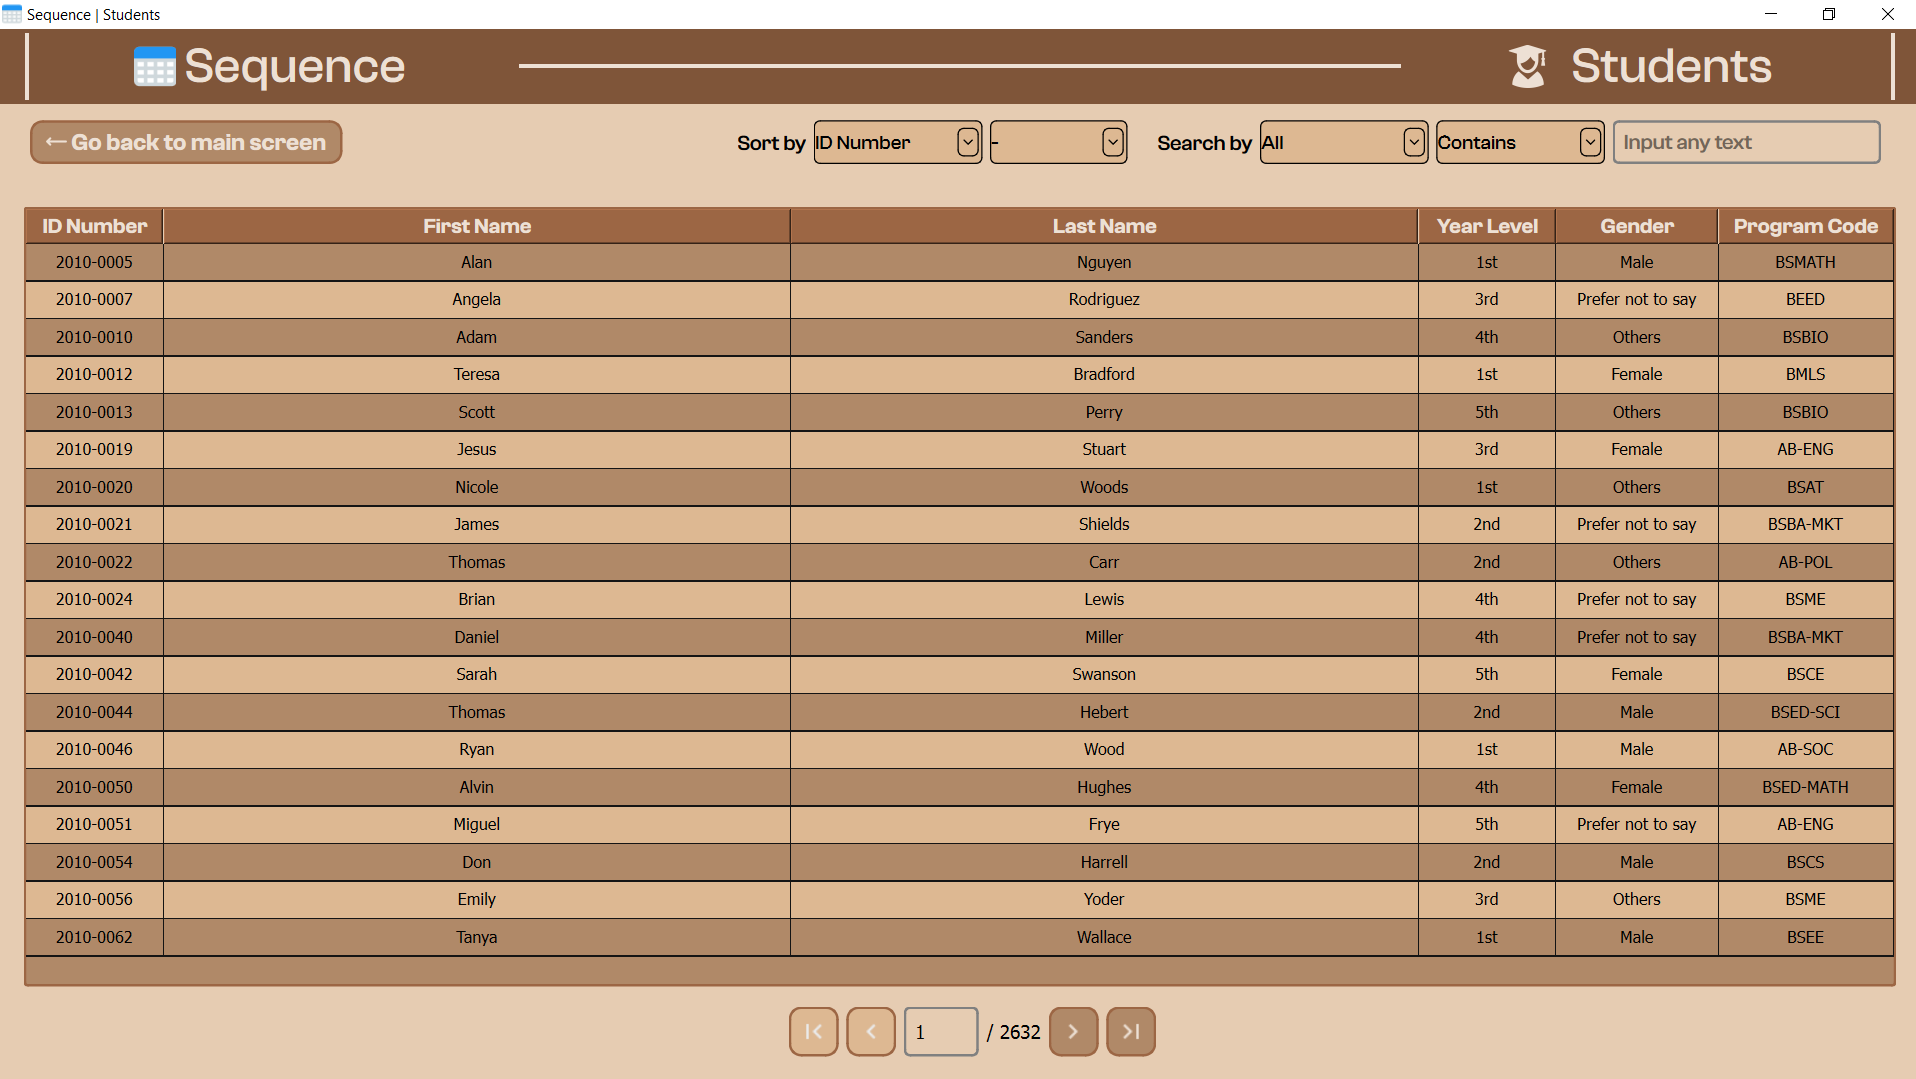 Sequence | Students
Sequence Students
← Go back to main screen Sort by ID Number - Search by All Contains Input any text
ID Number First Name Last Name Year Level Gender Program Code
2010-0005 Alan Nguyen 1st Male BSMATH
2010-0007 Angela Rodriguez 3rd Prefer not to say BEED
2010-0010 Adam Sanders 4th Others BSBIO
2010-0012 Teresa Bradford 1st Female BMLS
2010-0013 Scott Perry 5th Others BSBIO
2010-0019 Jesus Stuart 3rd Female AB-ENG
2010-0020 Nicole Woods 1st Others BSAT
2010-0021 James Shields 2nd Prefer not to say BSBA-MKT
2010-0022 Thomas Carr 2nd Others AB-POL
2010-0024 Brian Lewis 4th Prefer not to say BSME
2010-0040 Daniel Miller 4th Prefer not to say BSBA-MKT
2010-0042 Sarah Swanson 5th Female BSCE
2010-0044 Thomas Hebert 2nd Male BSED-SCI
2010-0046 Ryan Wood 1st Male AB-SOC
2010-0050 Alvin Hughes 4th Female BSED-MATH
2010-0051 Miguel Frye 5th Prefer not to say AB-ENG
2010-0054 Don Harrell 2nd Male BSCS
2010-0056 Emily Yoder 3rd Others BSME
2010-0062 Tanya Wallace 1st Male BSEE
1 / 2632